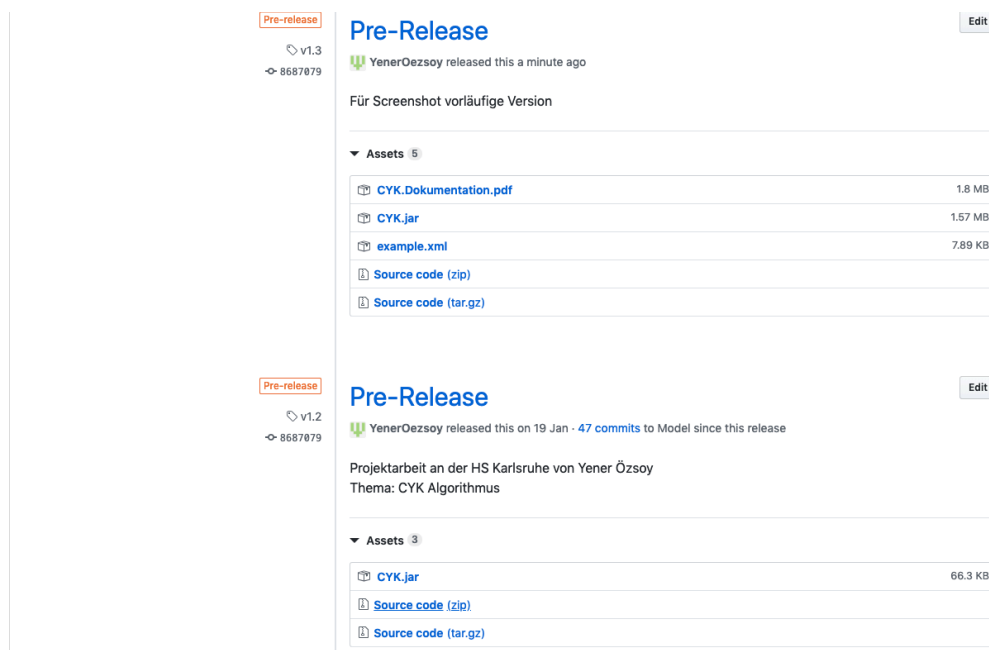 Pre-release
v1.3
8687079
Pre-Release
Edit
YenerOezsoy released this a minute ago
Für Screenshot vorläufige Version
Assets 5
CYK.Dokumentation.pdf 1.8 MB
CYK.jar 1.57 MB
example.xml 7.89 KB
Source code (zip)
Source code (tar.gz)
Pre-release
v1.2
8687079
Pre-Release
Edit
YenerOezsoy released this on 19 Jan · 47 commits to Model since this release
Projektarbeit an der HS Karlsruhe von Yener Özsoy
Thema: CYK Algorithmus
Assets 3
CYK.jar 66.3 KB
Source code (zip)
Source code (tar.gz)